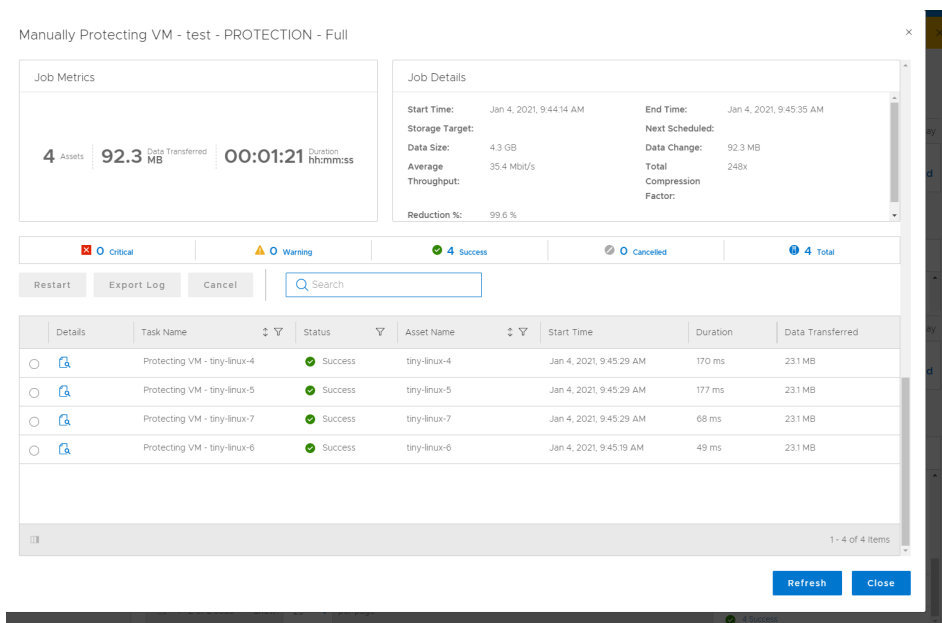 Manually Protecting VM - test - PROTECTION - Full
Job Metrics
4 Assets 92.3 MB Data Transferred 00:01:21 Duration hh:mm:ss
Job Details
Start Time: Jan 4, 2021, 9:44:14 AM End Time: Jan 4, 2021, 9:45:35 AM
Storage Target: Next Scheduled:
Data Size: 4.3 GB Data Change: 92.3 MB
Average Throughput: 35.4 Mbit/s Total Compression Factor: 248x
Reduction %: 99.6 %
0 Critical 0 Warning 4 Success 0 Cancelled 4 Total
Restart Export Log Cancel Search
Details Task Name Status Asset Name Start Time Duration Data Transferred
Protecting VM - tiny-linux-4 Success tiny-linux-4 Jan 4, 2021, 9:45:29 AM 170 ms 23.1 MB
Protecting VM - tiny-linux-5 Success tiny-linux-5 Jan 4, 2021, 9:45:29 AM 177 ms 23.1 MB
Protecting VM - tiny-linux-7 Success tiny-linux-7 Jan 4, 2021, 9:45:29 AM 68 ms 23.1 MB
Protecting VM - tiny-linux-6 Success tiny-linux-6 Jan 4, 2021, 9:45:19 AM 49 ms 23.1 MB
1 - 4 of 4 Items
Refresh Close
4 Success